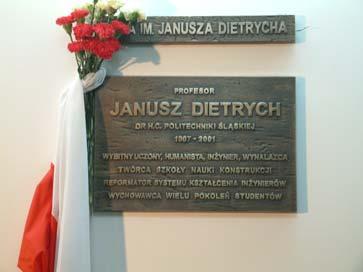 IM. JANUSZA DIETRYCHA
PROFESOR
JANUSZ DIETRYCH
DR H.C. POLITECHNIKI ŚLĄSKIEJ
1907 - 2001
WYBITNY UCZONY, HUMANISTA, INŻYNIER, WYNALAZCA
TWÓRCA SZKOŁY NAUKI KONSTRUKCJI
REFORMATOR SYSTEMU KSZTAŁCENIA INŻYNIERÓW
WYCHOWAWCA WIELU POKOLEŃ STUDENTÓW